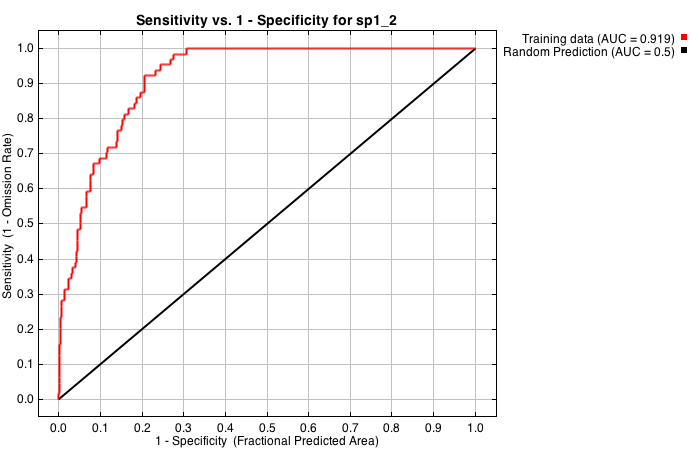 Sensitivity vs. 1 - Specificity for sp1_2
Training data (AUC = 0.919)
Random Prediction (AUC = 0.5)
Sensitivity (1 - Omission Rate)
1.0
0.9
0.8
0.7
0.6
0.5
0.4
0.3
0.2
0.1
0.0
0.0 0.1 0.2 0.3 0.4 0.5 0.6 0.7 0.8 0.9 1.0
1 - Specificity (Fractional Predicted Area)